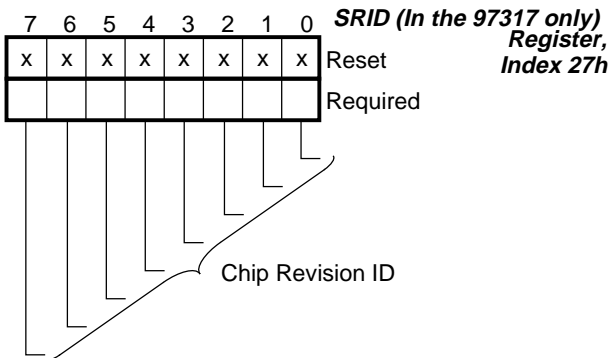 7 6 5 4 3 2 1 0
SRID (In the 97317 only)
Register,
Index 27h
x x x x x x x x Reset
Required
Chip Revision ID